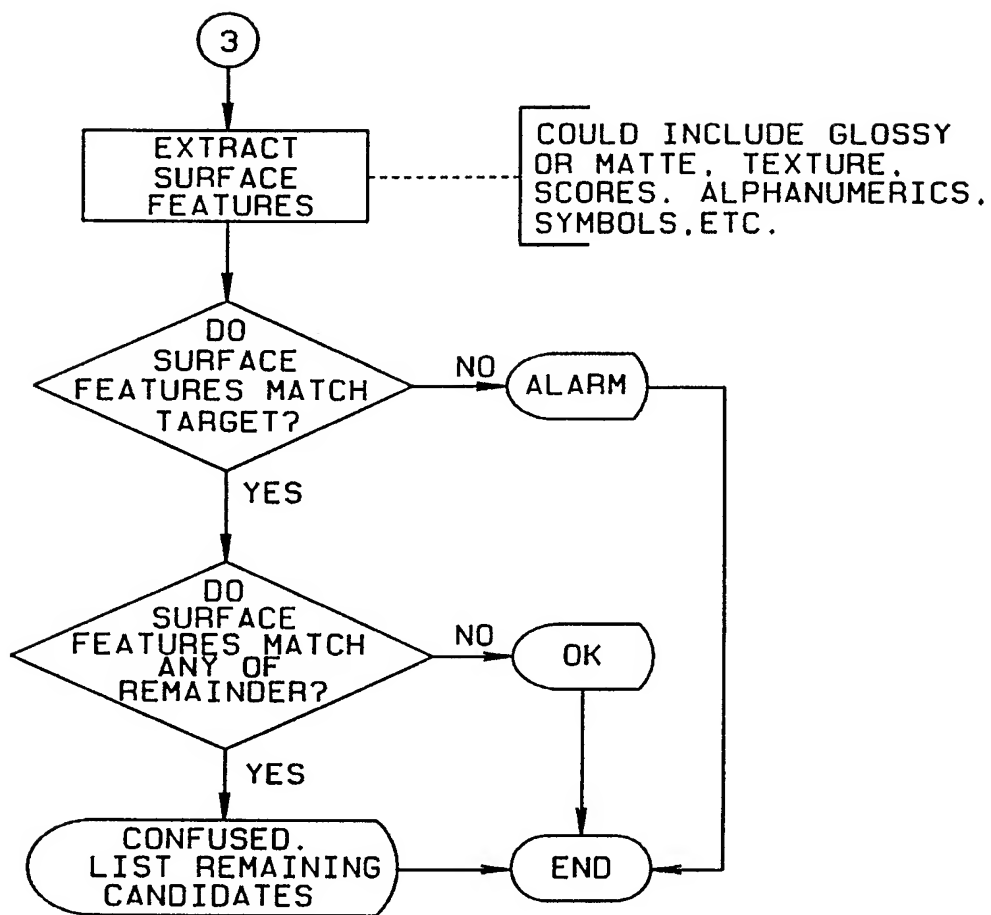 3
EXTRACT
SURFACE
FEATURES
COULD INCLUDE GLOSSY
OR MATTE, TEXTURE,
SCORES. ALPHANUMERICS.
SYMBOLS,ETC.
DO
SURFACE
FEATURES MATCH
TARGET?
NO
ALARM
YES
DO
SURFACE
FEATURES MATCH
ANY OF
REMAINDER?
NO
OK
YES
CONFUSED.
LIST REMAINING
CANDIDATES
END